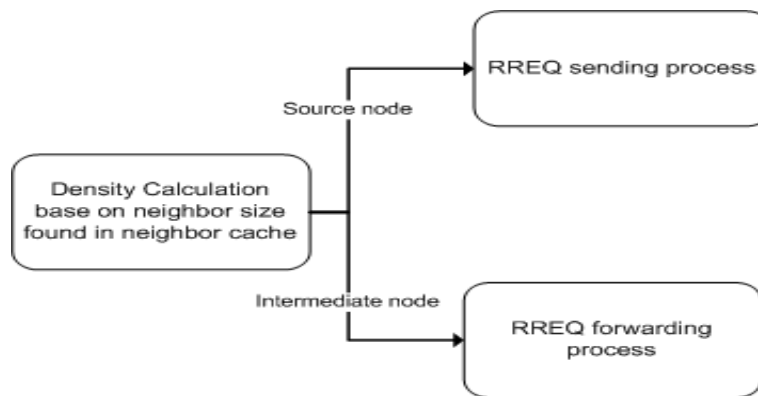 RREQ sending process
Source node
Density Calculation
base on neighbor size
found in neighbor cache
Intermediate node
RREQ forwarding
process